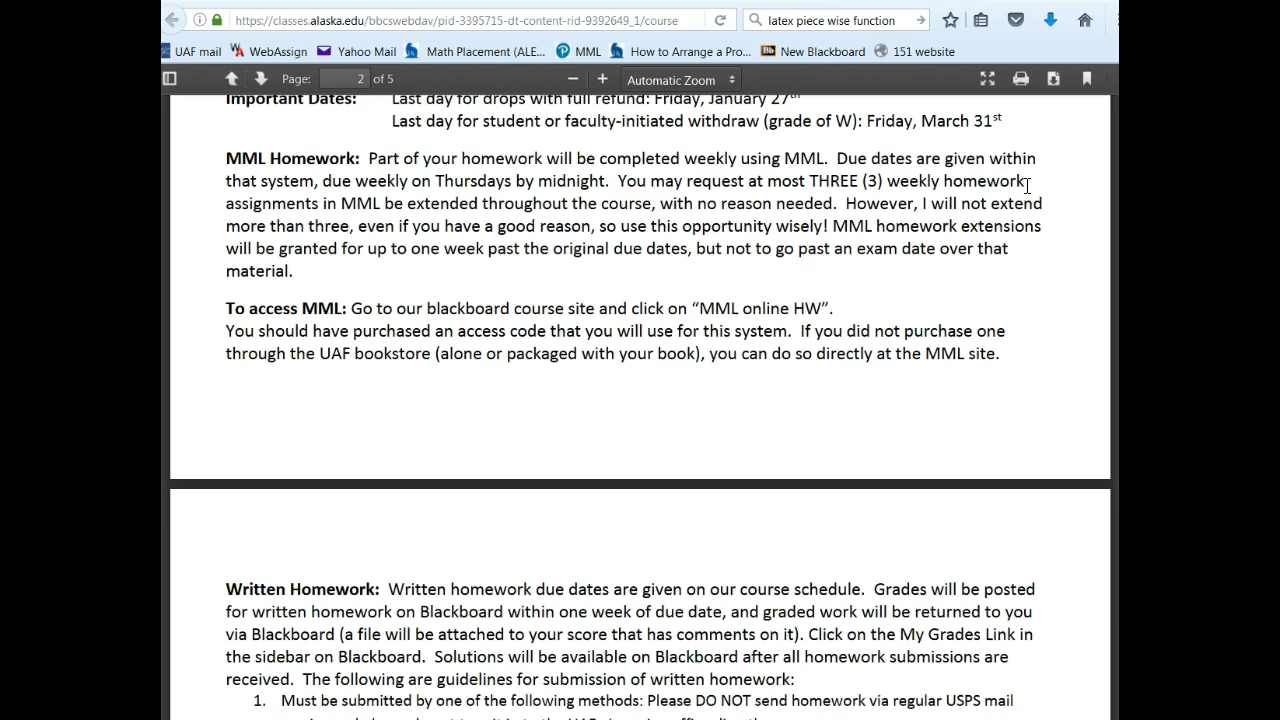 https://classes.alaska.edu/bbcswebdav/pid-3395715-dt-content-rid-9392649_1/course
latex piece wise function
UAF mail WebAssign Yahoo Mail Math Placement (ALE... MML How to Arrange a Pro... New Blackboard 151 website
Page: 2 of 5 Automatic Zoom
Important Dates: Last day for drops with full refund: Friday, January 27th
Last day for student or faculty-initiated withdraw (grade of W): Friday, March 31st
MML Homework: Part of your homework will be completed weekly using MML. Due dates are given within
that system, due weekly on Thursdays by midnight. You may request at most THREE (3) weekly homework
assignments in MML be extended throughout the course, with no reason needed. However, I will not extend
more than three, even if you have a good reason, so use this opportunity wisely! MML homework extensions
will be granted for up to one week past the original due dates, but not to go past an exam date over that
material.
To access MML: Go to our blackboard course site and click on “MML online HW”.
You should have purchased an access code that you will use for this system. If you did not purchase one
through the UAF bookstore (alone or packaged with your book), you can do so directly at the MML site.
Written Homework: Written homework due dates are given on our course schedule. Grades will be posted
for written homework on Blackboard within one week of due date, and graded work will be returned to you
via Blackboard (a file will be attached to your score that has comments on it). Click on the My Grades Link in
the sidebar on Blackboard. Solutions will be available on Blackboard after all homework submissions are
received. The following are guidelines for submission of written homework:
1. Must be submitted by one of the following methods: Please DO NOT send homework via regular USPS mail